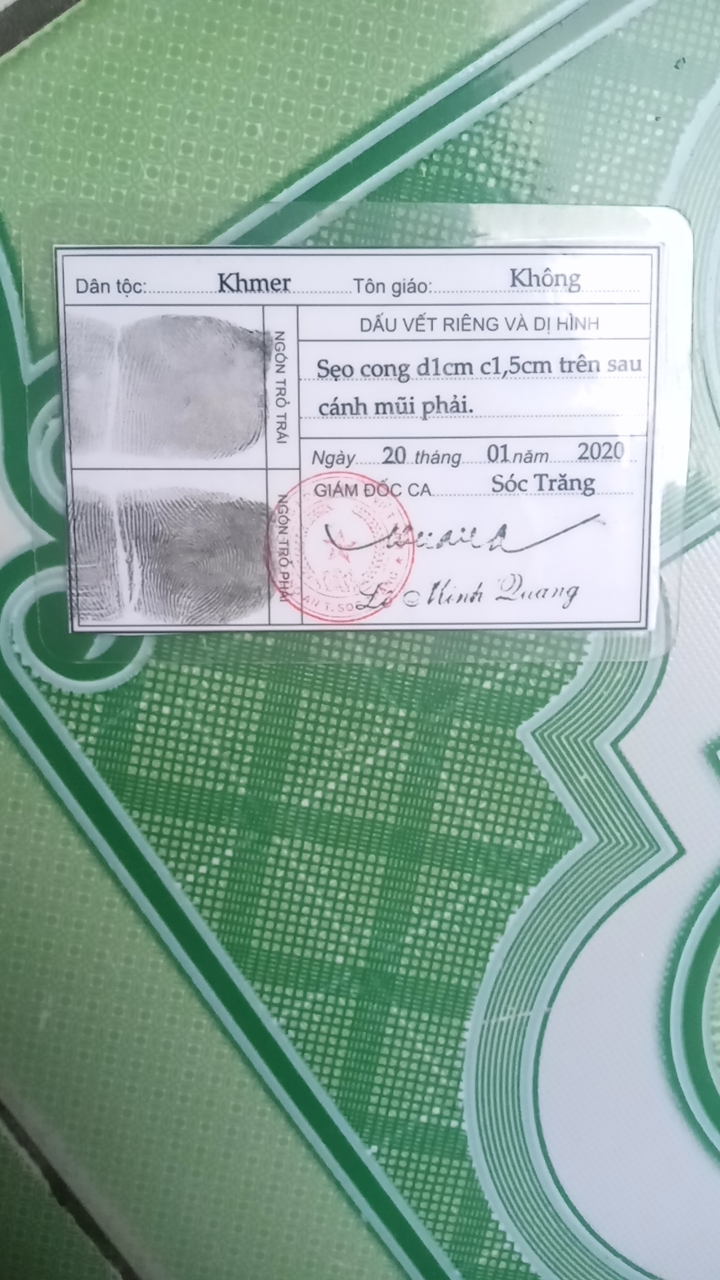 Dân tộc: Khmer Tôn giáo: Không
NGÓN TRỎ TRÁI
NGÓN TRỎ PHẢI
DẤU VẾT RIÊNG VÀ DỊ HÌNH
Sẹo cong d1cm c1,5cm trên sau
cánh mũi phải.
Ngày 20 tháng 01 năm 2020
GIÁM ĐỐC CA Sóc Trăng
Lê Minh Quang